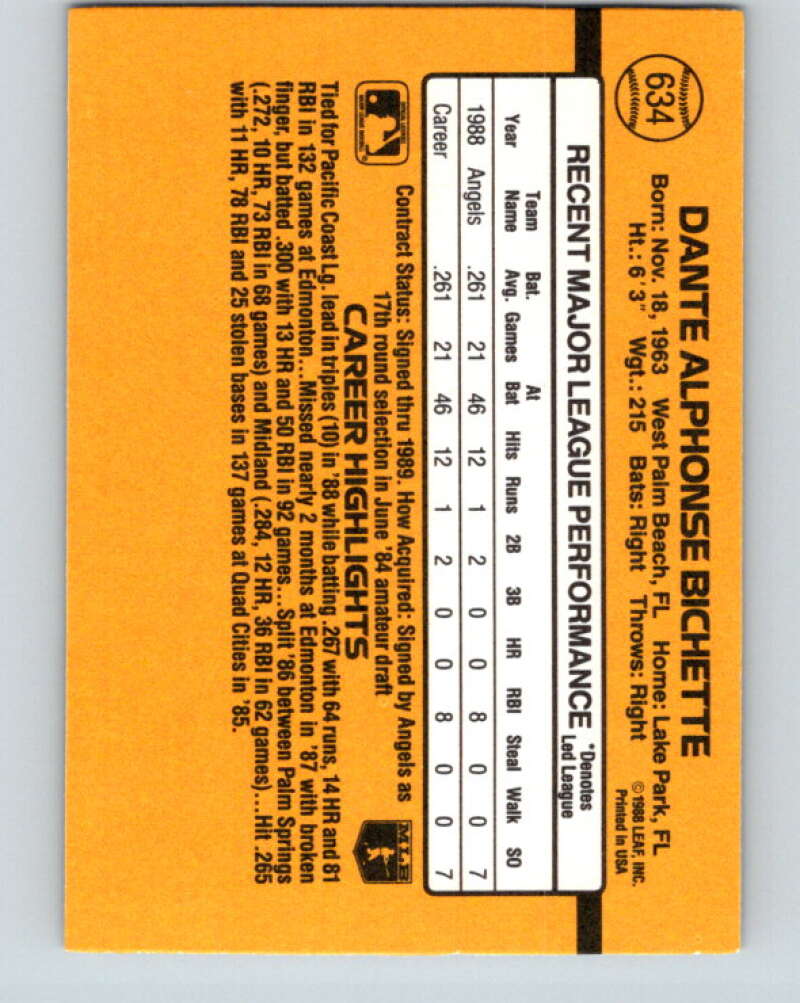 634
DANTE ALPHONSE BICHETTE
Born: Nov. 18, 1963 West Palm Beach, FL Home: Lake Park, FL
Ht.: 6'3" Wgt.: 215 Bats: Right Throws: Right
©1988 LEAF, INC.
Printed in USA
RECENT MAJOR LEAGUE PERFORMANCE *Denotes Led League
Year Team Name Bat. Avg. Games At Bat Hits Runs 2B 3B HR RBI Steal Walk SO
1988 Angels .261 21 46 12 1 2 0 0 8 0 0 7
Career .261 21 46 12 1 2 0 0 8 0 0 7
Contract Status: Signed thru 1989. How Acquired: Signed by Angels as
17th round selection in June '84 amateur draft
MLB
CAREER HIGHLIGHTS
Tied for Pacific Coast Lg. lead in triples (10) in '88 while batting .267 with 64 runs, 14 HR and 81
RBI in 132 games at Edmonton...Missed nearly 2 months at Edmonton in '87 with broken
finger, but batted .300 with 13 HR and 50 RBI in 92 games...Split '86 between Palm Springs
(.272, 10 HR, 73 RBI in 68 games) and Midland (.284, 12 HR, 36 RBI in 62 games)...Hit .265
with 11 HR, 78 RBI and 25 stolen bases in 137 games at Quad Cities in '85.